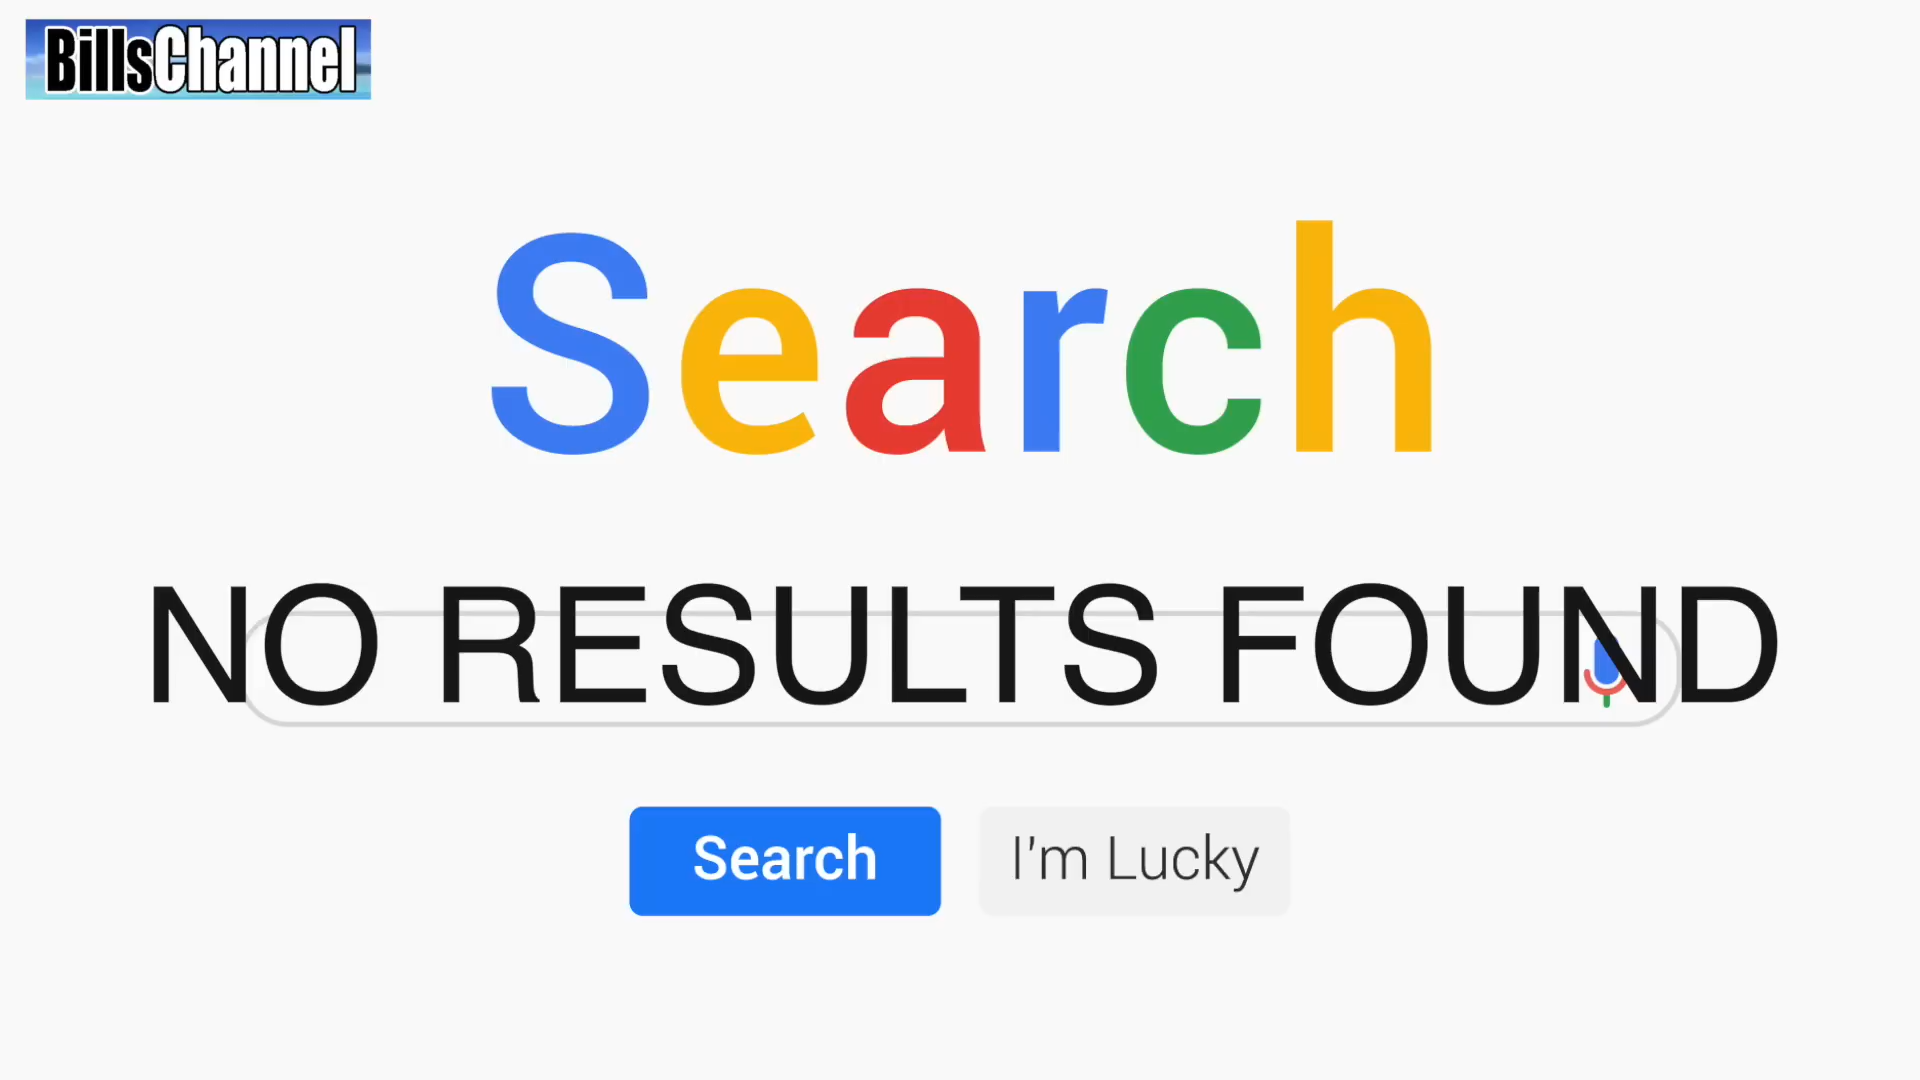 BillsChannel
Search
NO RESULTS FOUND
Search
I'm Lucky